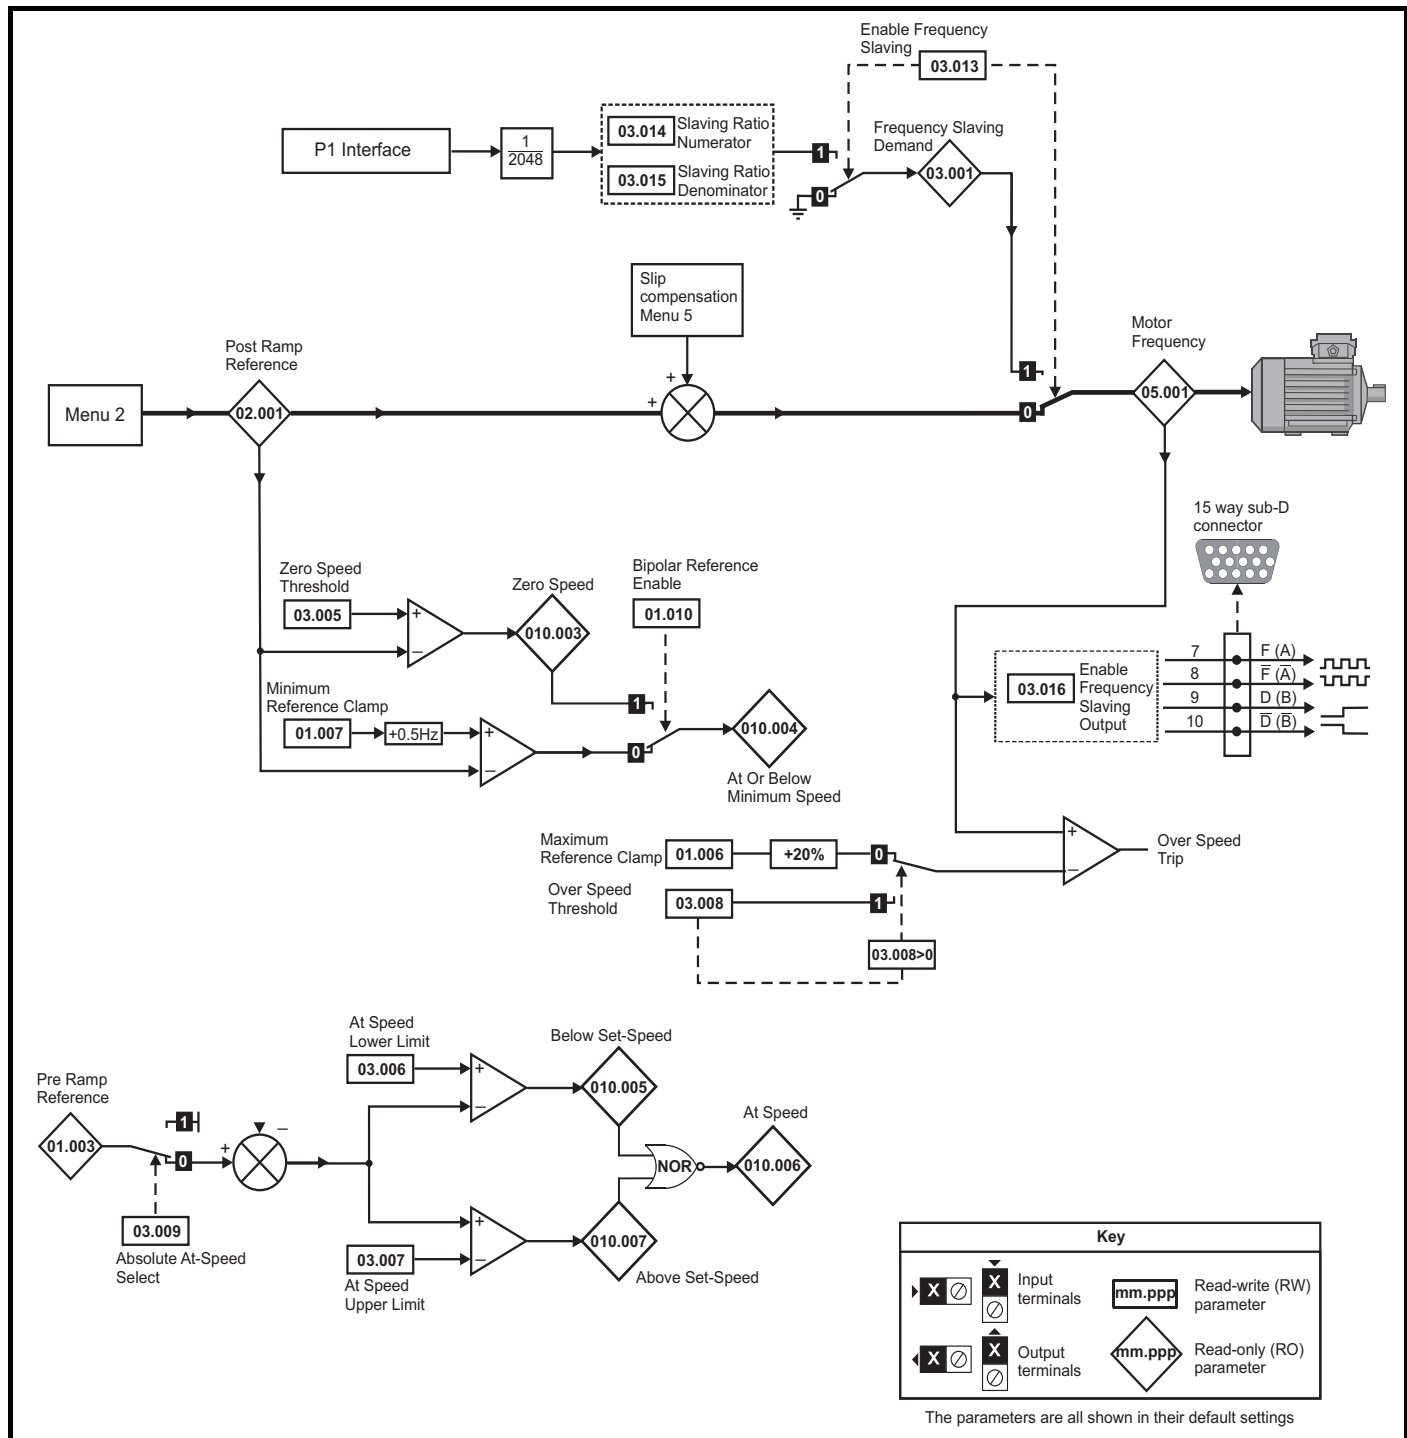 Enable Frequency
Slaving
03.013
P1 Interface
1
2048
03.014
Slaving Ratio
Numerator
03.015
Slaving Ratio
Denominator
1
0
Frequency Slaving
Demand
03.001
Slip
compensation
Menu 5
Post Ramp
Reference
Menu 2
02.001
+
+
1
0
Motor
Frequency
05.001
15 way sub-D
connector
Zero Speed
Threshold
03.005
+
–
Zero Speed
010.003
Bipolar Reference
Enable
01.010
Minimum
Reference Clamp
01.007
+0.5Hz
+
–
1
0
010.004
At Or Below
Minimum Speed
03.016
Enable
Frequency
Slaving
Output
7
F (A)
8
F̅ (A̅)
9
D (B)
10
D̅ (B̅)
Maximum
Reference Clamp
01.006
+20%
0
Over Speed
Threshold
03.008
1
03.008>0
+
–
Over Speed
Trip
At Speed
Lower Limit
03.006
+
–
Below Set-Speed
010.005
Pre Ramp
Reference
01.003
1
0
+
–
03.009
Absolute At-Speed
Select
At Speed
NOR
010.006
+
–
03.007
At Speed
Upper Limit
010.007
Above Set-Speed
Key
X
X
Input
terminals
mm.ppp
Read-write (RW)
parameter
X
X
Output
terminals
mm.ppp
Read-only (RO)
parameter
The parameters are all shown in their default settings